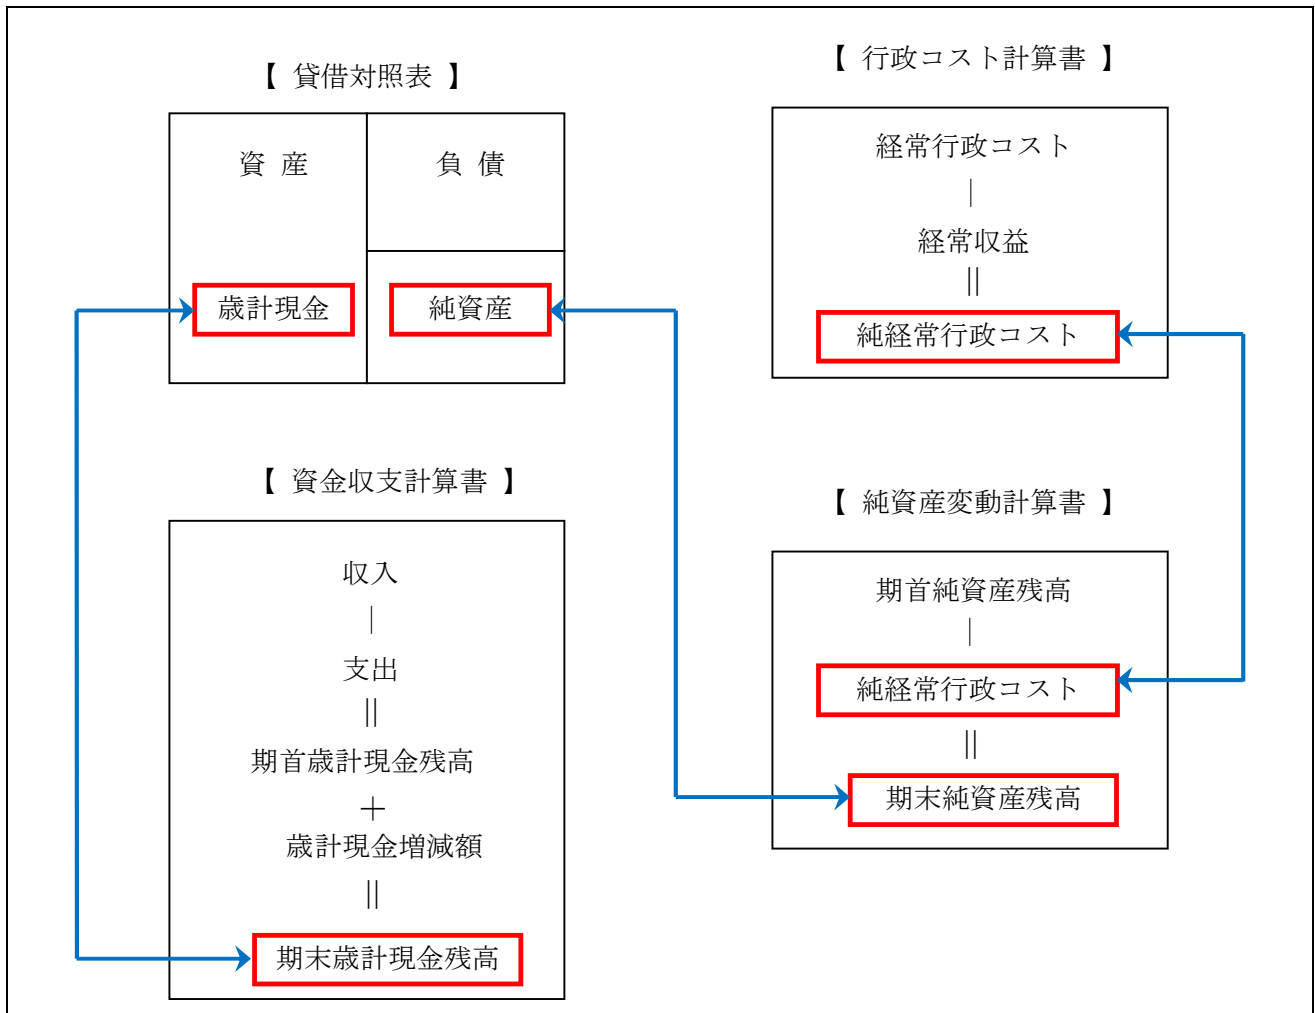 【 貸借対照表 】
資 産
負 債
歳計現金
純資産
【 行政コスト計算書 】
経常行政コスト
｜
経常収益
||
純経常行政コスト
【 資金収支計算書 】
収入
｜
支出
||
期首歳計現金残高
＋
歳計現金増減額
||
期末歳計現金残高
【 純資産変動計算書 】
期首純資産残高
｜
純経常行政コスト
||
期末純資産残高